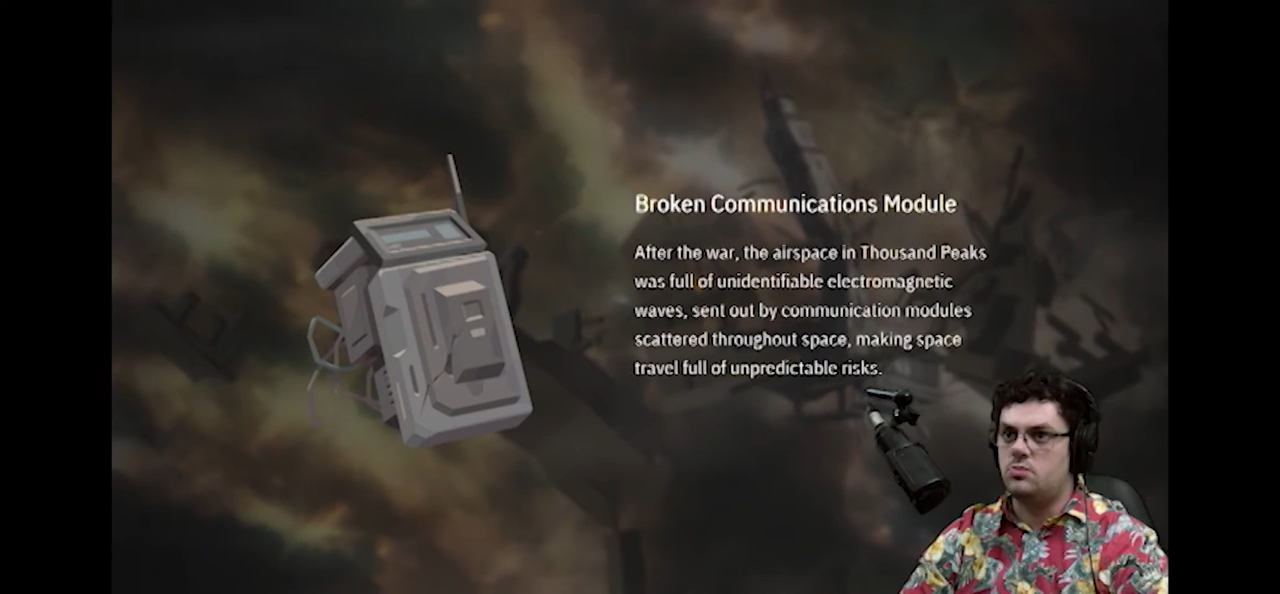 Broken Communications Module
After the war, the airspace in Thousand Peaks
was full of unidentifiable electromagnetic
waves, sent out by communication modules
scattered throughout space, making space
travel full of unpredictable risks.